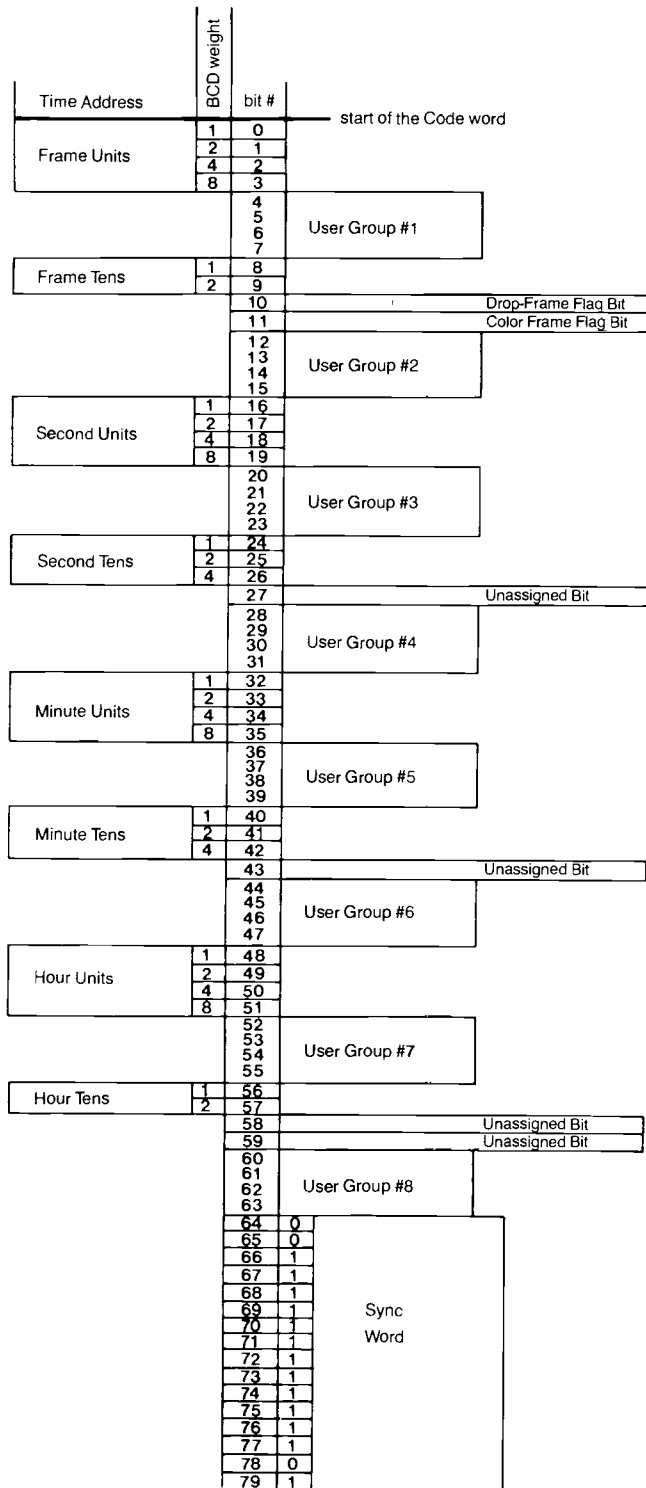 BCD weight
Time Address bit #
start of the Code word
1 0
Frame Units 2 1
4 2
8 3
4
5 User Group #1
6
7
Frame Tens 1 8
2 9
10 Drop-Frame Flag Bit
11 Color Frame Flag Bit
12
13 User Group #2
14
15
1 16
Second Units 2 17
4 18
8 19
20
21 User Group #3
22
23
1 24
Second Tens 2 25
4 26
27 Unassigned Bit
28
29 User Group #4
30
31
1 32
Minute Units 2 33
4 34
8 35
36
37 User Group #5
38
39
1 40
Minute Tens 2 41
4 42
43 Unassigned Bit
44
45 User Group #6
46
47
1 48
Hour Units 2 49
4 50
8 51
52
53 User Group #7
54
55
Hour Tens 1 56
2 57
58 Unassigned Bit
59 Unassigned Bit
60
61 User Group #8
62
63
64 0
65 0
66 1
67 1
68 1
69 1 Sync
70 1
71 1 Word
72 1
73 1
74 1
75 1
76 1
77 1
78 0
79 1